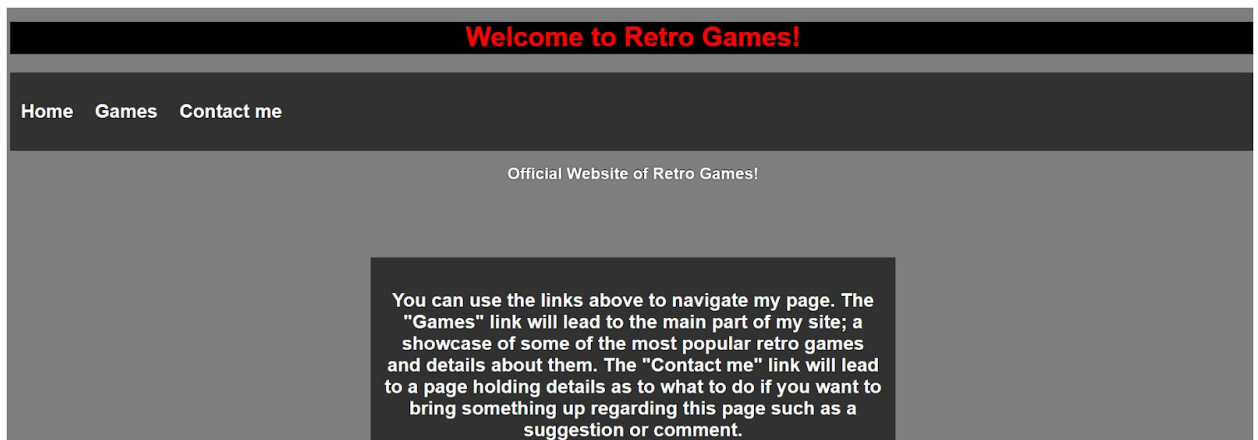 Welcome to Retro Games!
Home Games Contact me
Official Website of Retro Games!
You can use the links above to navigate my page. The
"Games" link will lead to the main part of my site; a
showcase of some of the most popular retro games
and details about them. The "Contact me" link will lead
to a page holding details as to what to do if you want to
bring something up regarding this page such as a
suggestion or comment.